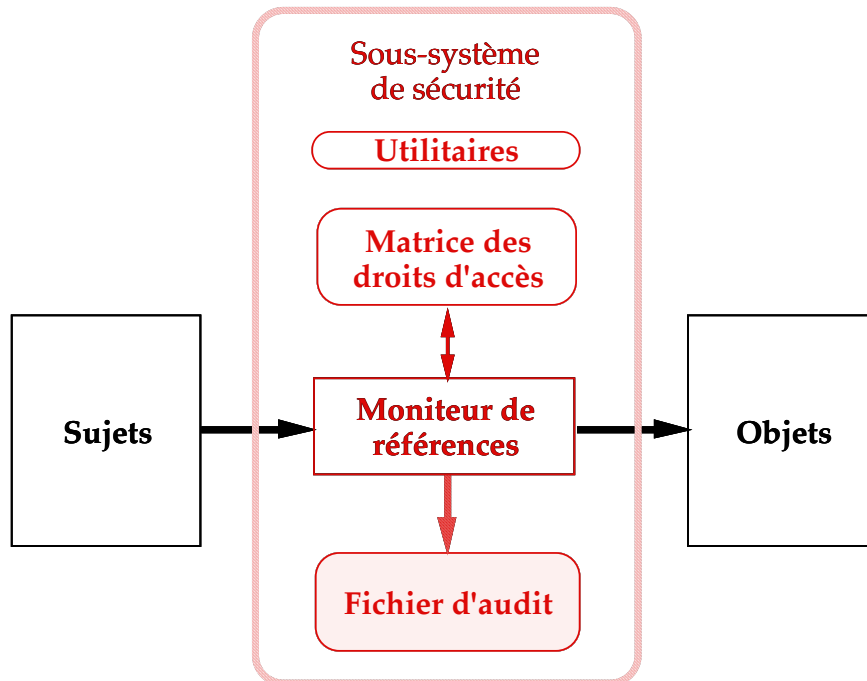 Sous-système
de sécurité
Utilitaires
Matrice des
droits d'accès
Sujets
Moniteur de
références
Objets
Fichier d'audit